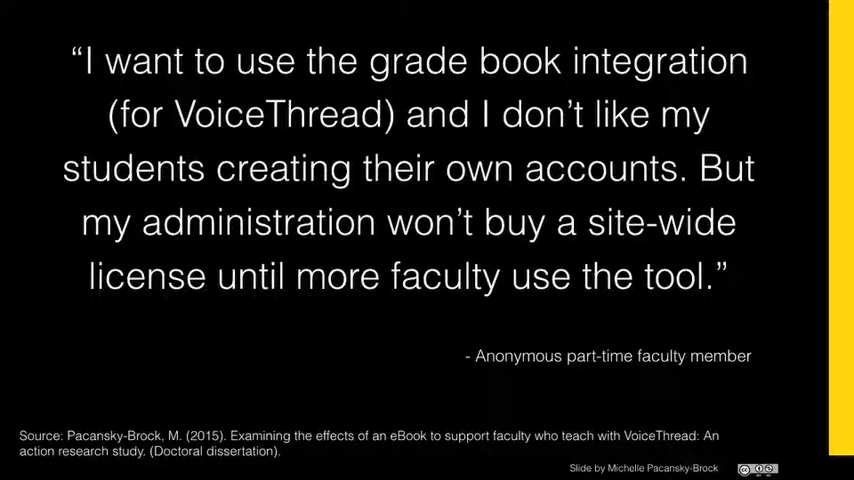 “I want to use the grade book integration
(for VoiceThread) and I don’t like my
students creating their own accounts. But
my administration won’t buy a site-wide
license until more faculty use the tool.”
- Anonymous part-time faculty member
Source: Pacansky-Brock, M. (2015). Examining the effects of an eBook to support faculty who teach with VoiceThread: An
action research study. (Doctoral dissertation).
Slide by Michelle Pacansky-Brock